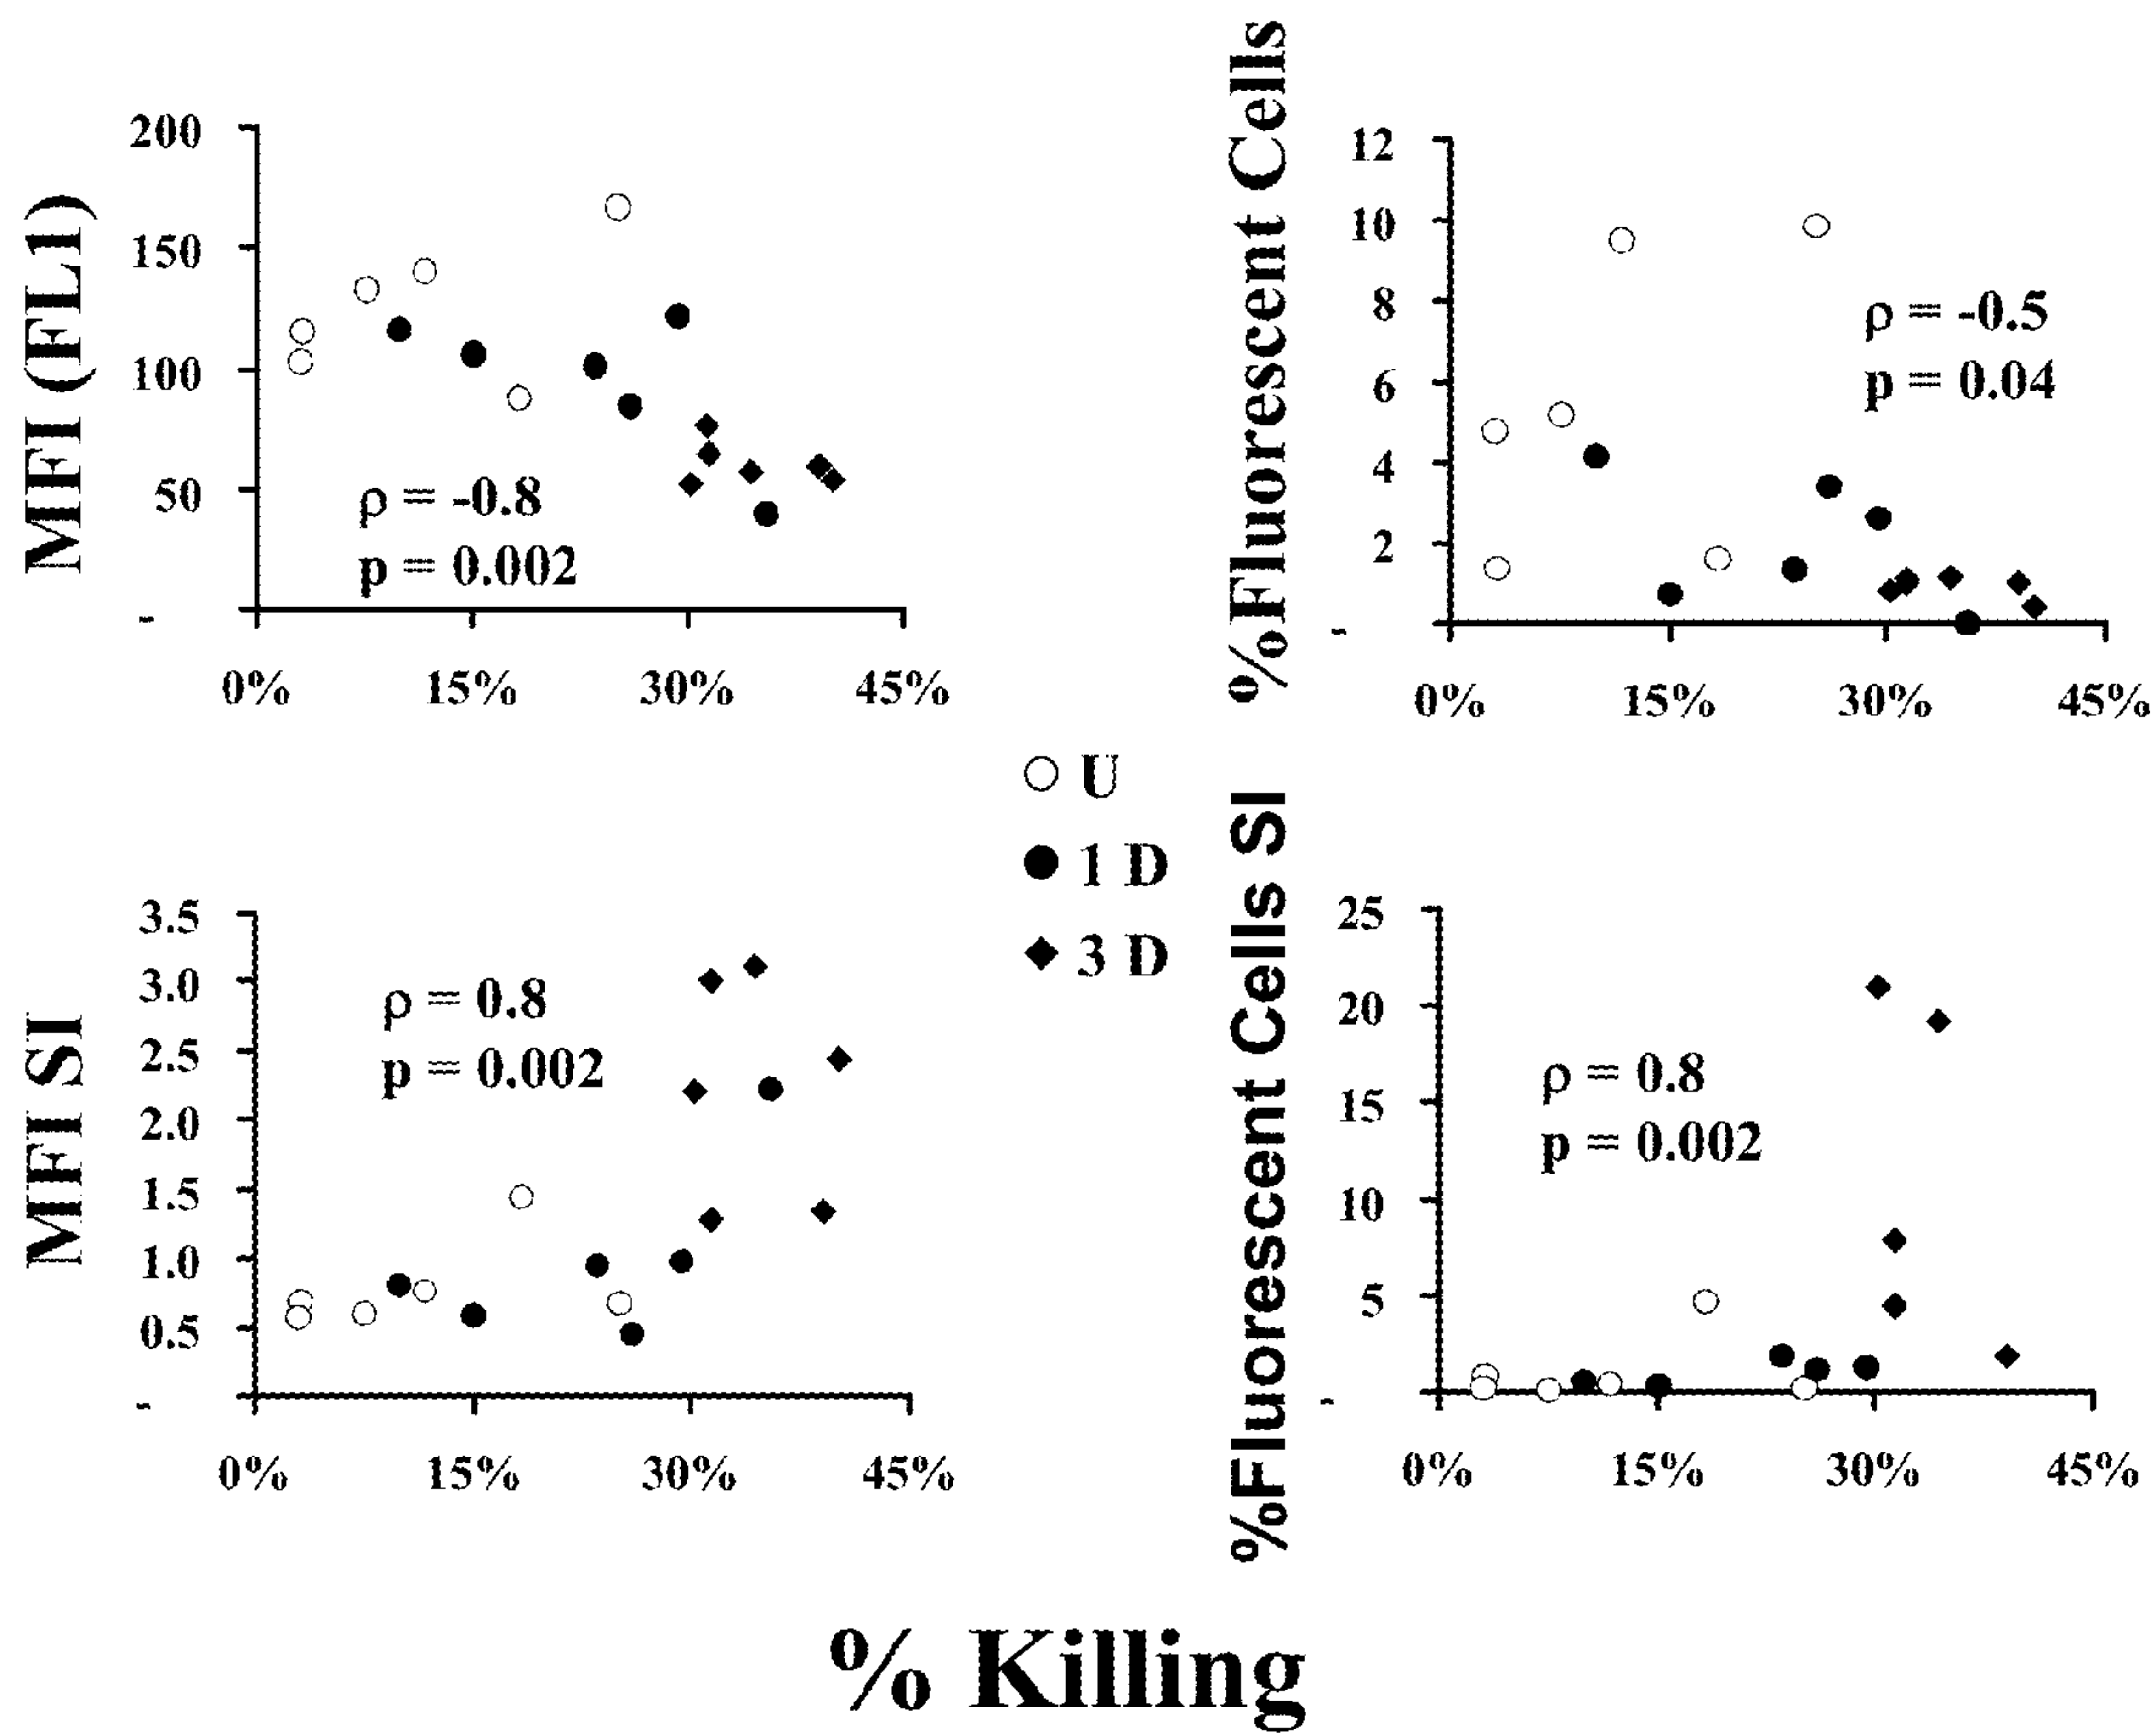 MFI (FL1)
200
150
100
50
-
ρ = -0.8
p = 0.002
0% 15% 30% 45%
%Fluorescent Cells
12
10
8
6
4
2
-
ρ = -0.5
p = 0.04
0% 15% 30% 45%
U
1 D
3 D
MFI SI
3.5
3.0
2.5
2.0
1.5
1.0
0.5
-
ρ = 0.8
p = 0.002
0% 15% 30% 45%
%Fluorescent Cells SI
25
20
15
10
5
-
ρ = 0.8
p = 0.002
0% 15% 30% 45%
% Killing